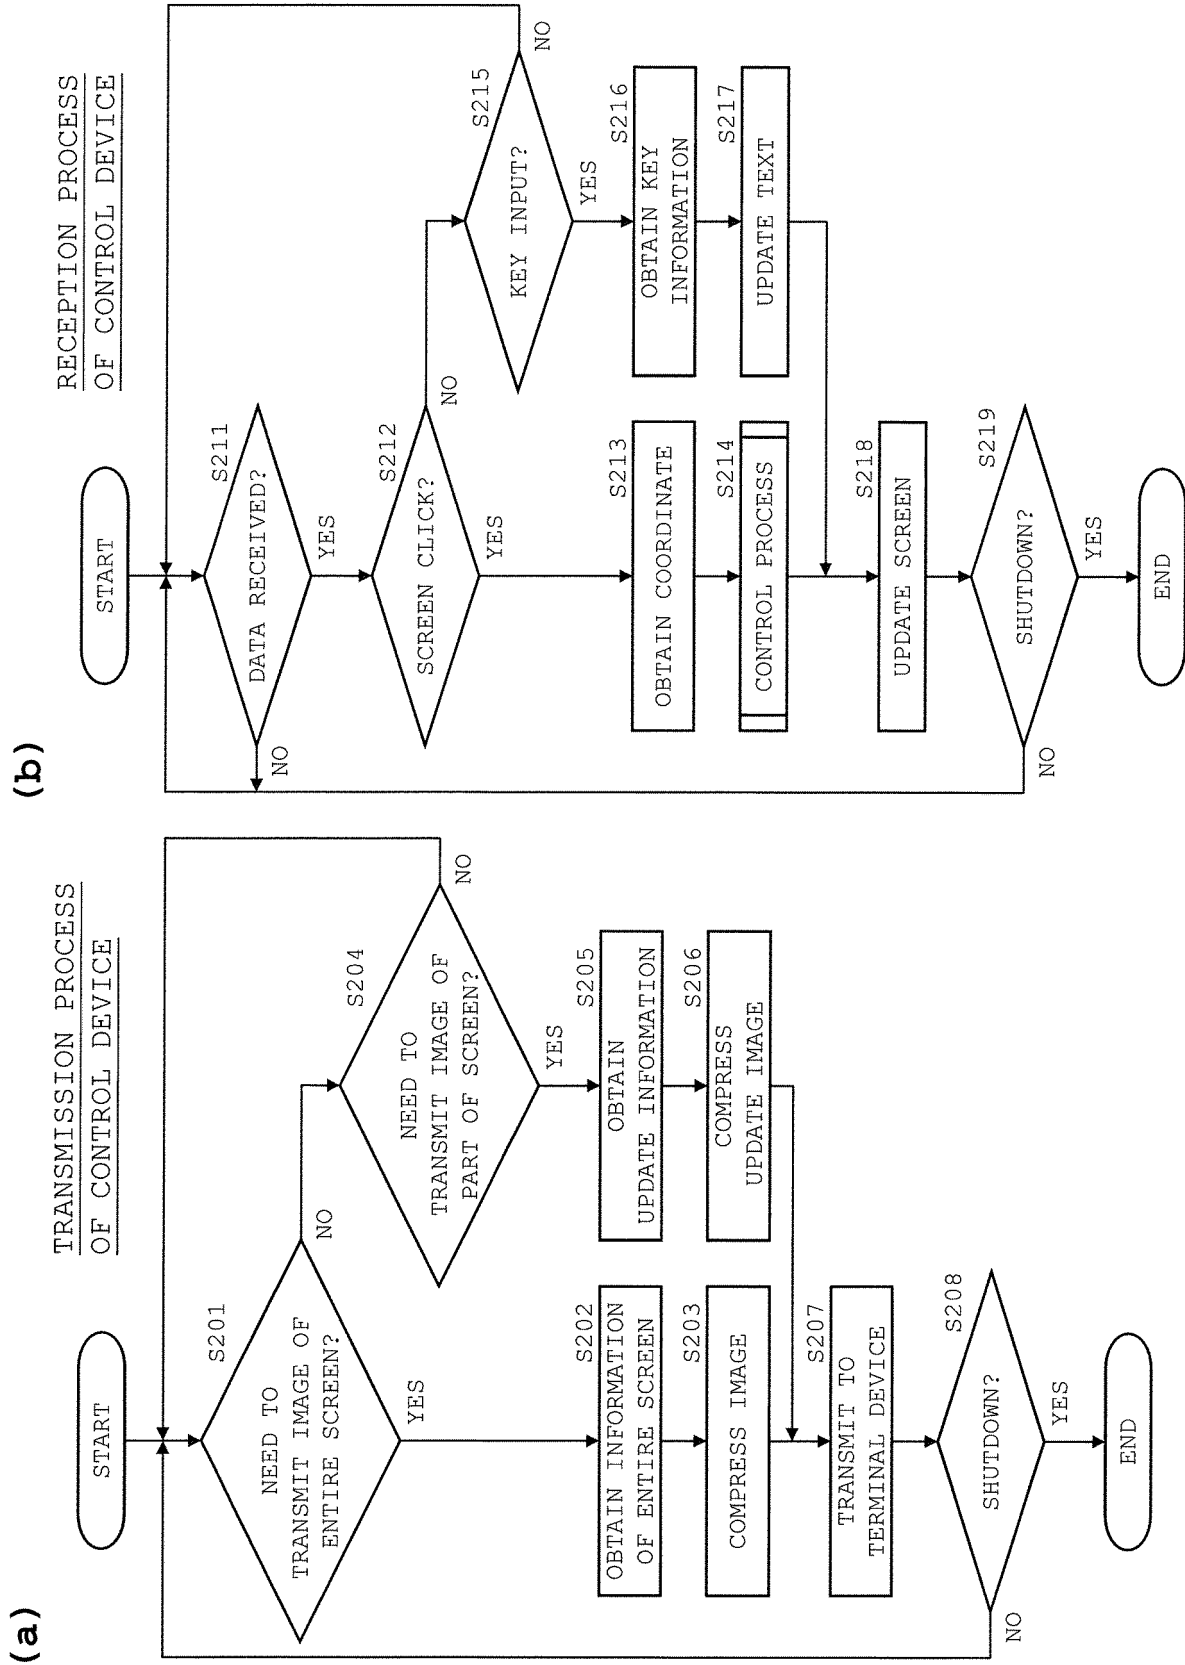 (a)
TRANSMISSION PROCESS
OF CONTROL DEVICE
START
S201
NEED TO
TRANSMIT IMAGE OF
ENTIRE SCREEN?
NO
YES
S204
NEED TO
TRANSMIT IMAGE OF
PART OF SCREEN?
NO
YES
S202
OBTAIN INFORMATION
OF ENTIRE SCREEN
S205
OBTAIN
UPDATE INFORMATION
S203
COMPRESS IMAGE
S206
COMPRESS
UPDATE IMAGE
S207
TRANSMIT TO
TERMINAL DEVICE
S208
SHUTDOWN?
NO
YES
END
(b)
RECEPTION PROCESS
OF CONTROL DEVICE
START
S211
DATA RECEIVED?
NO
YES
S212
SCREEN CLICK?
NO
YES
S215
KEY INPUT?
NO
YES
S213
OBTAIN COORDINATE
S216
OBTAIN KEY
INFORMATION
S214
CONTROL PROCESS
S217
UPDATE TEXT
S218
UPDATE SCREEN
S219
SHUTDOWN?
NO
YES
END